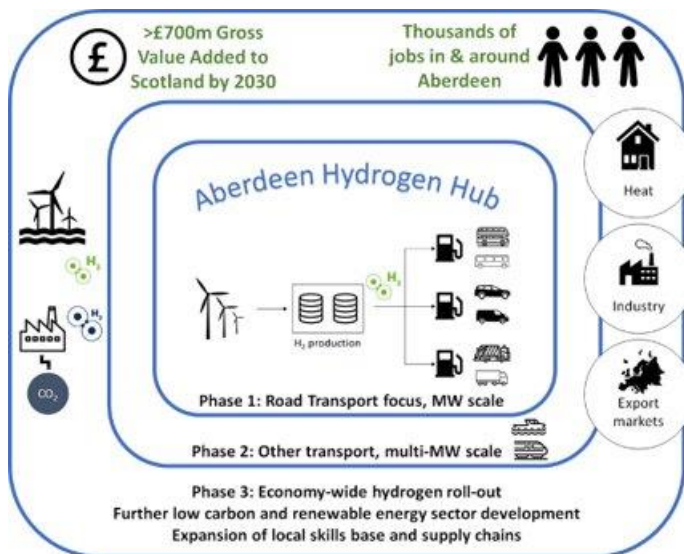 >£700m Gross
Value Added to
Scotland by 2030
Thousands of
jobs in & around
Aberdeen
£
Heat
Aberdeen Hydrogen Hub
H₂
H₂
H₂
H₂ production
Industry
CO₂
Export
markets
Phase 1: Road Transport focus, MW scale
Phase 2: Other transport, multi-MW scale
Phase 3: Economy-wide hydrogen roll-out
Further low carbon and renewable energy sector development
Expansion of local skills base and supply chains